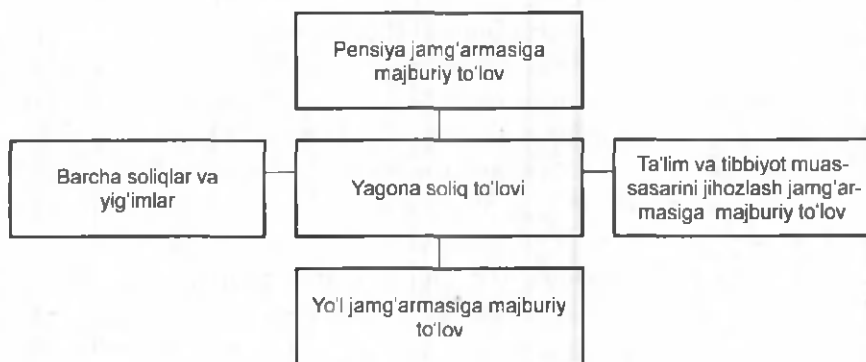 Pensiya jamg'armasiga
majburiy to'lov
Barcha soliqlar va
yig'imlar
Yagona soliq to'lovi
Ta'lim va tibbiyot muas-
sasarini jihozlash jamg'ar-
masiga majburiy to'lov
Yo'l jamg'armasiga majburiy
to'lov